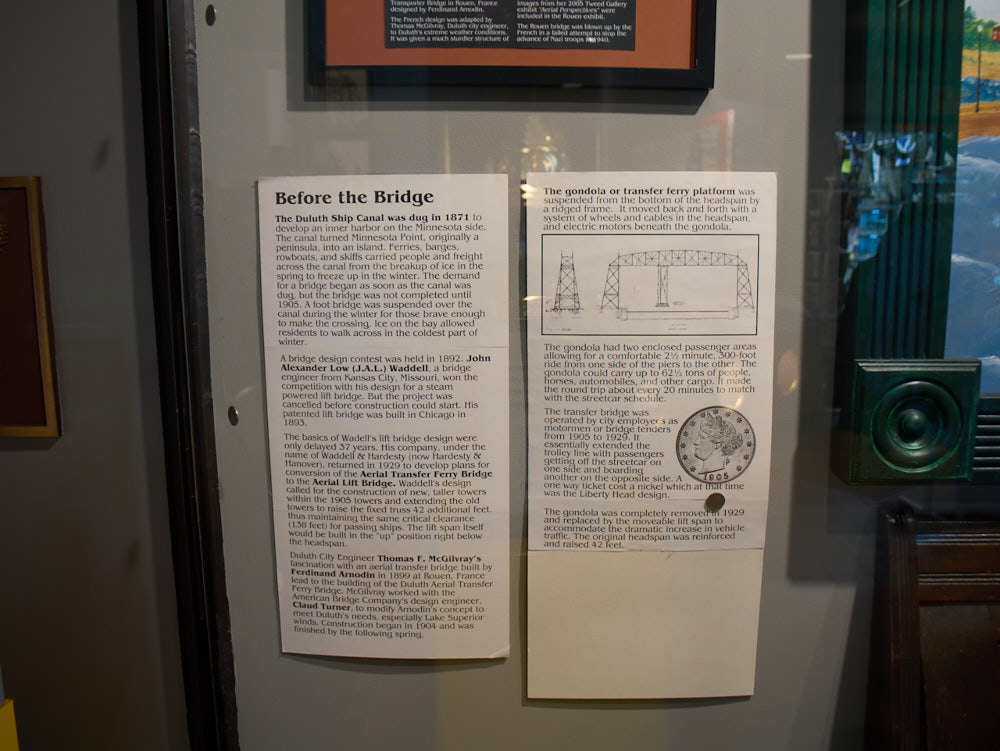 Transporter Bridge in Rouen, France
designed by Ferdinand Arnodin.
The French design was adapted by
Thomas McGilvray, Duluth city engineer,
to Duluth's extreme weather conditions.
It was given a much sturdier structure of
images from her 2005 Tweed Gallery
exhibit "Aerial Perspectives" were
included in the Rouen exhibit.
The Rouen bridge was blown up by the
French in a failed attempt to stop the
advance of Nazi troops in 1940.
Before the Bridge
The Duluth Ship Canal was dug in 1871 to
develop an inner harbor on the Minnesota side.
The canal turned Minnesota Point, originally a
peninsula, into an island. Ferries, barges,
rowboats, and skiffs carried people and freight
across the canal from the breakup of ice in the
spring to freeze up in the winter. The demand
for a bridge began as soon as the canal was
dug, but the bridge was not completed until
1905. A foot bridge was suspended over the
canal during the winter for those brave enough
to make the crossing. Ice on the bay allowed
residents to walk across in the coldest part of
winter.
A bridge design contest was held in 1892. John
Alexander Low (J.A.L.) Waddell, a bridge
engineer from Kansas City, Missouri, won the
competition with his design for a steam
powered lift bridge. But the project was
cancelled before construction could start. His
patented lift bridge was built in Chicago in
1893.
The basics of Wadell's lift bridge design were
only delayed 37 years. His company, under the
name of Waddell & Hardesty (now Hardesty &
Hanover), returned in 1929 to develop plans for
conversion of the Aerial Transfer Ferry Bridge
to the Aerial Lift Bridge. Waddell's design
called for the construction of new, taller towers
within the 1905 towers and extending the old
towers to raise the fixed truss 42 additional feet,
thus maintaining the same critical clearance
(138 feet) for passing ships. The lift span itself
would be built in the "up" position right below
the headspan.
Duluth City Engineer Thomas F. McGilvray's
fascination with an aerial transfer bridge built by
Ferdinand Arnodin in 1899 at Rouen, France
lead to the building of the Duluth Aerial Transfer
Ferry Bridge. McGilvray worked with the
American Bridge Company's design engineer,
Claud Turner, to modify Arnodin's concept to
meet Duluth's needs, especially Lake Superior
winds. Construction began in 1904 and was
finished by the following spring.
The gondola or transfer ferry platform was
suspended from the bottom of the headspan by
a ridged frame. It moved back and forth with a
system of wheels and cables in the headspan,
and electric motors beneath the gondola.
The gondola had two enclosed passenger areas
allowing for a comfortable 2½ minute, 300-foot
ride from one side of the piers to the other. The
gondola could carry up to 62½ tons of people,
horses, automobiles, and other cargo. It made
the round trip about every 20 minutes to match
with the streetcar schedule.
The transfer bridge was
operated by city employees as
motormen or bridge tenders
from 1905 to 1929. It
essentially extended the
trolley line with passengers
getting off the streetcar on
one side and boarding
another on the opposite side. A
one way ticket cost a nickel which at that time
was the Liberty Head design.
1905
The gondola was completely removed in 1929
and replaced by the moveable lift span to
accommodate the dramatic increase in vehicle
traffic. The original headspan was reinforced
and raised 42 feet.